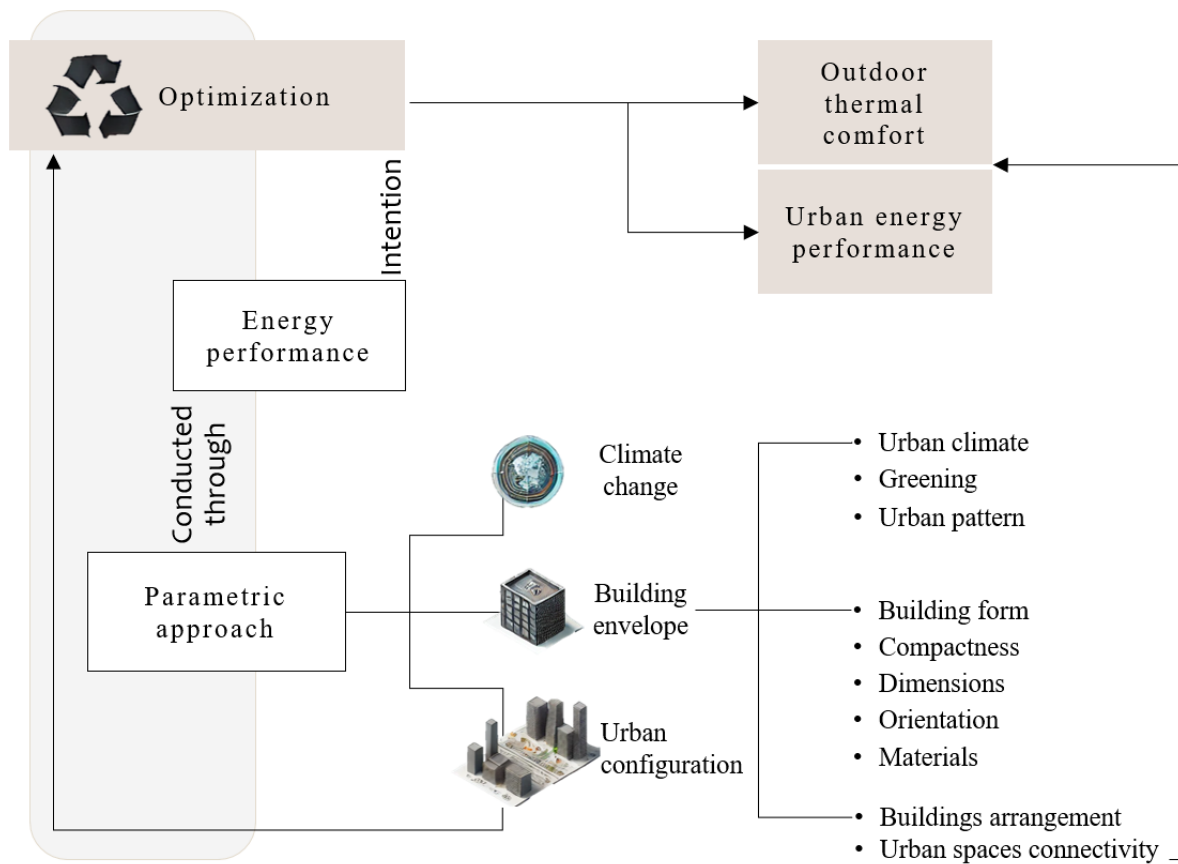 Optimization
Outdoor
thermal
comfort
Urban energy
performance
Intention
Energy
performance
Conducted
through
Parametric
approach
Climate
change
Building
envelope
Urban
configuration
• Urban climate
• Greening
• Urban pattern
• Building form
• Compactness
• Dimensions
• Orientation
• Materials
• Buildings arrangement
• Urban spaces connectivity